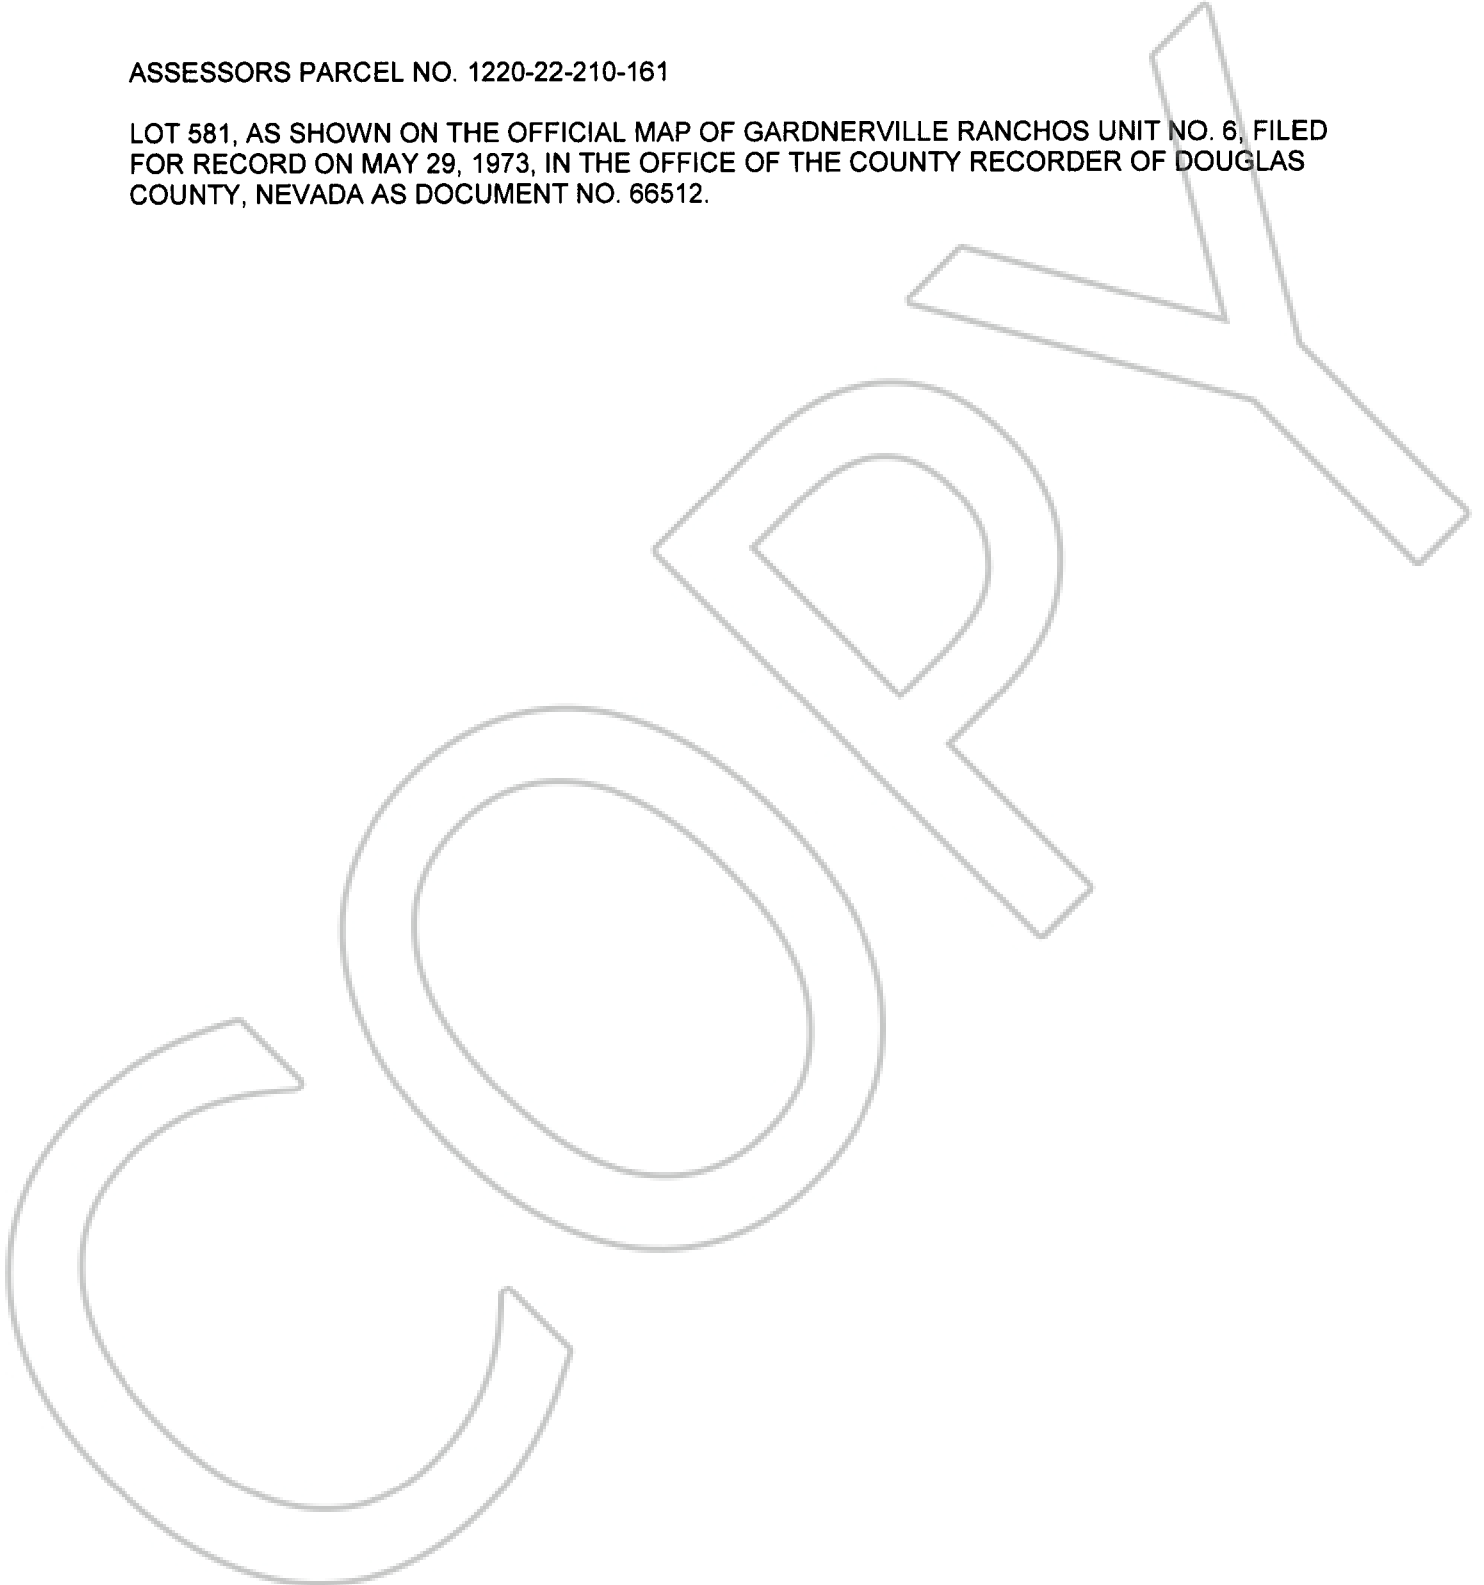 ASSESSORS PARCEL NO. 1220-22-210-161
LOT 581, AS SHOWN ON THE OFFICIAL MAP OF GARDNERVILLE RANCHOS UNIT NO. 6, FILED
FOR RECORD ON MAY 29, 1973, IN THE OFFICE OF THE COUNTY RECORDER OF DOUGLAS
COUNTY, NEVADA AS DOCUMENT NO. 66512.
COPY